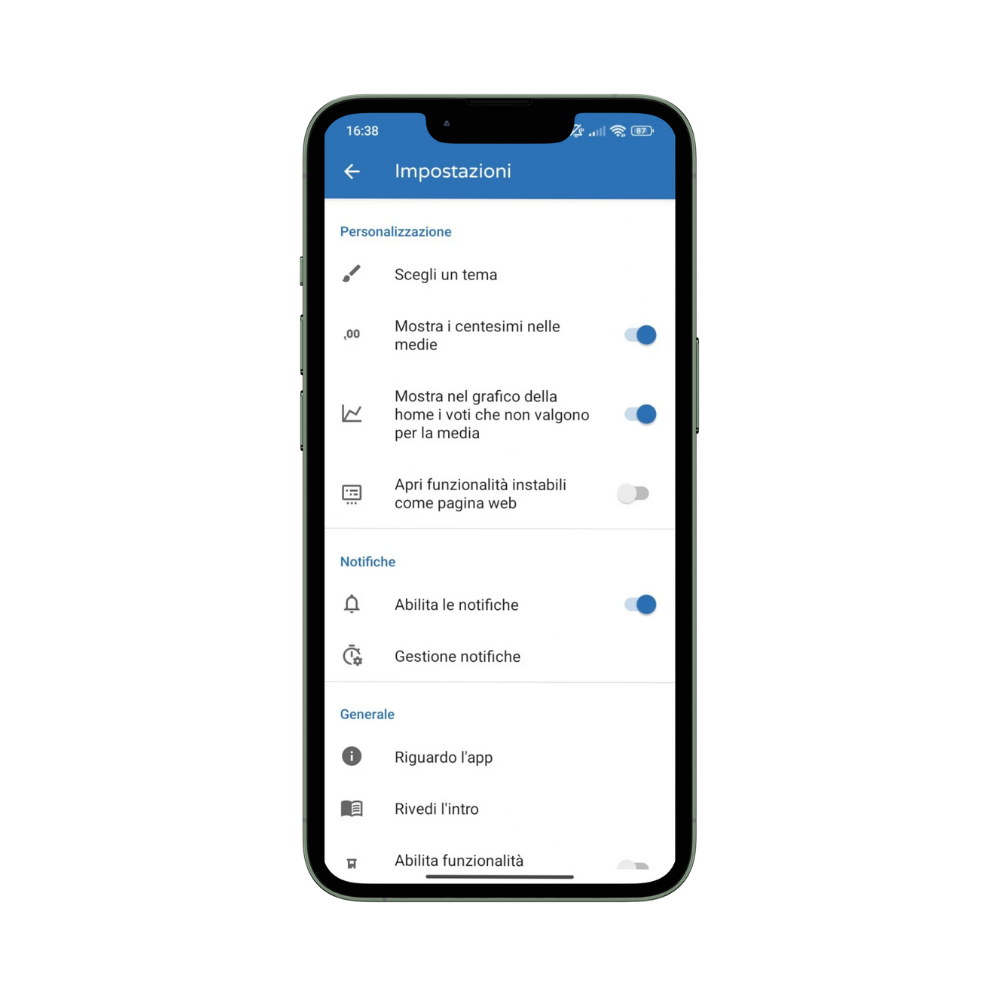 16:38
87
Impostazioni
Personalizzazione
Scegli un tema
,00
Mostra i centesimi nelle
medie
Mostra nel grafico della
home i voti che non valgono
per la media
Apri funzionalità instabili
come pagina web
Notifiche
Abilita le notifiche
Gestione notifiche
Generale
Riguardo l'app
Rivedi l'intro
Abilita funzionalità